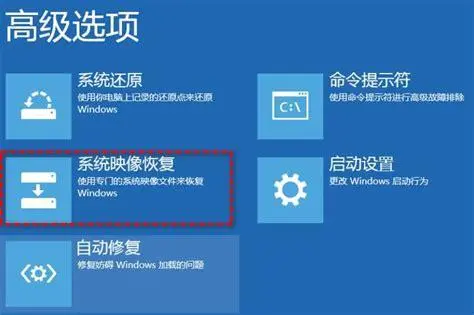 高级选项
系统还原
使用你电脑上记录的还原点来还原
Windows
命令提示符
使用命令提示符进行高级故障排除
C:\
系统映像恢复
使用专门的系统映像文件来恢复
Windows
启动设置
更改 Windows 启动行为
自动修复
修复妨碍 Windows 加载的问题